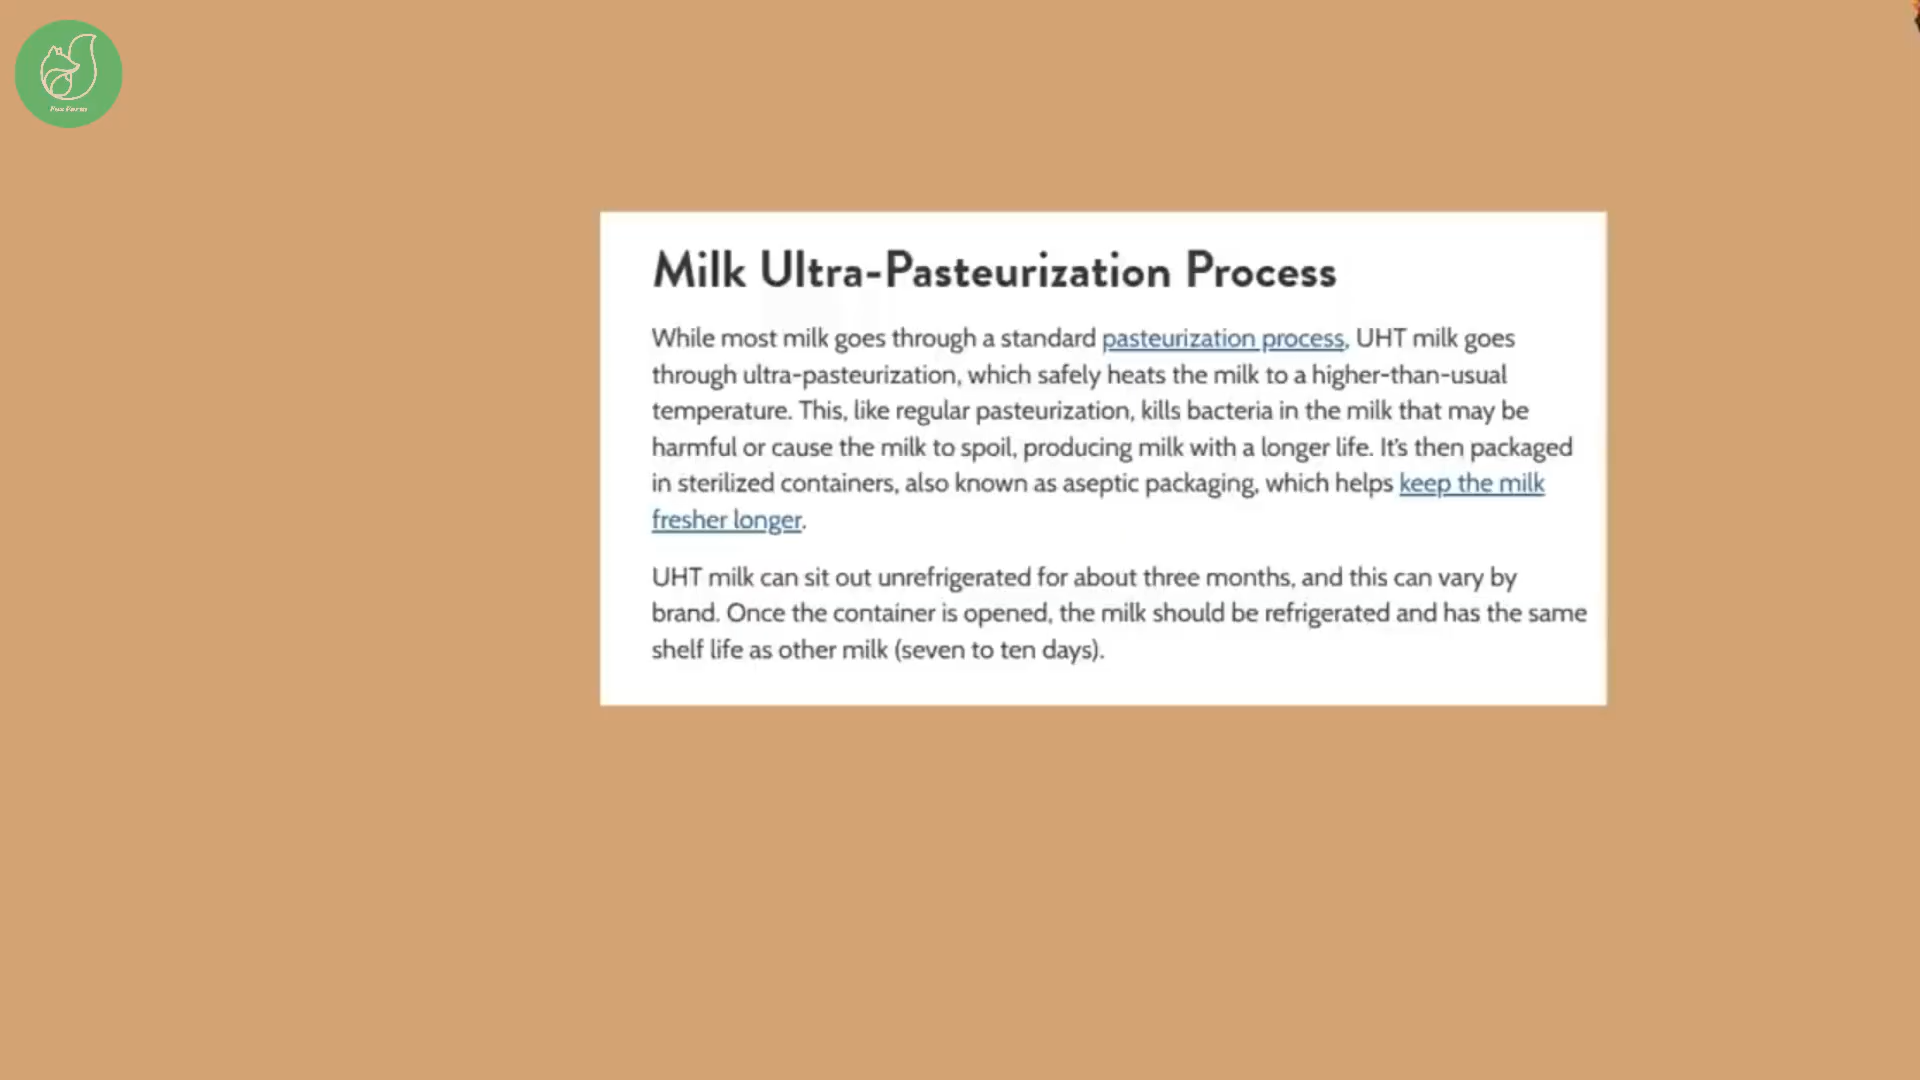 Fox Farm
Milk Ultra-Pasteurization Process
While most milk goes through a standard pasteurization process, UHT milk goes
through ultra-pasteurization, which safely heats the milk to a higher-than-usual
temperature. This, like regular pasteurization, kills bacteria in the milk that may be
harmful or cause the milk to spoil, producing milk with a longer life. It's then packaged
in sterilized containers, also known as aseptic packaging, which helps keep the milk
fresher longer.
UHT milk can sit out unrefrigerated for about three months, and this can vary by
brand. Once the container is opened, the milk should be refrigerated and has the same
shelf life as other milk (seven to ten days).